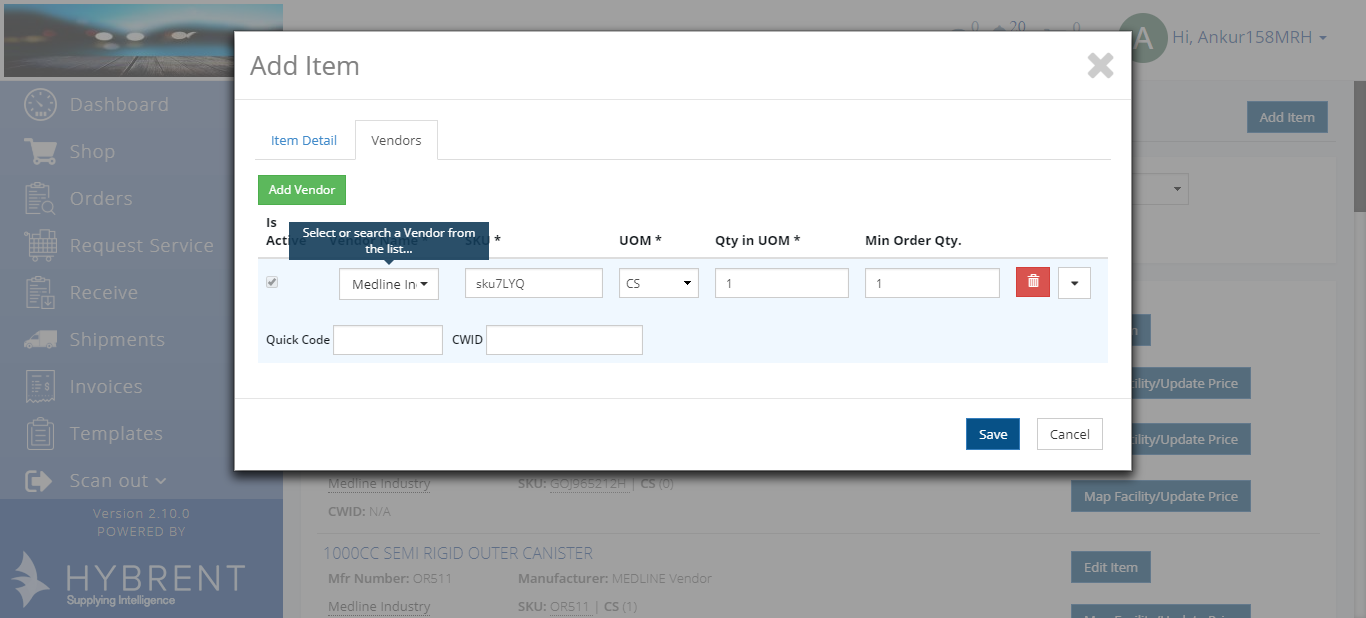 0 20 0
A Hi, Ankur158MRH
Add Item
Dashboard
Shop
Orders
Request Service
Receive
Shipments
Invoices
Templates
Scan out
Version 2.10.0
POWERED BY
HYBRENT
Supplying Intelligence
Add Item
Item Detail
Vendors
Add Vendor
Is
Active
Select or search a Vendor from
the list...
Vendor Name *
SKU *
UOM *
Qty in UOM *
Min Order Qty.
Medline In
sku7LYQ
CS
1
1
Quick Code
CWID
Save
Cancel
ility/Update Price
ility/Update Price
Medline Industry
SKU: GOJ965212H | CS (0)
Map Facility/Update Price
CWID: N/A
1000CC SEMI RIGID OUTER CANISTER
Edit Item
Mfr Number: OR511
Manufacturer: MEDLINE Vendor
Medline Industry
SKU: OR511 | CS (1)
Map Facility/Update Price